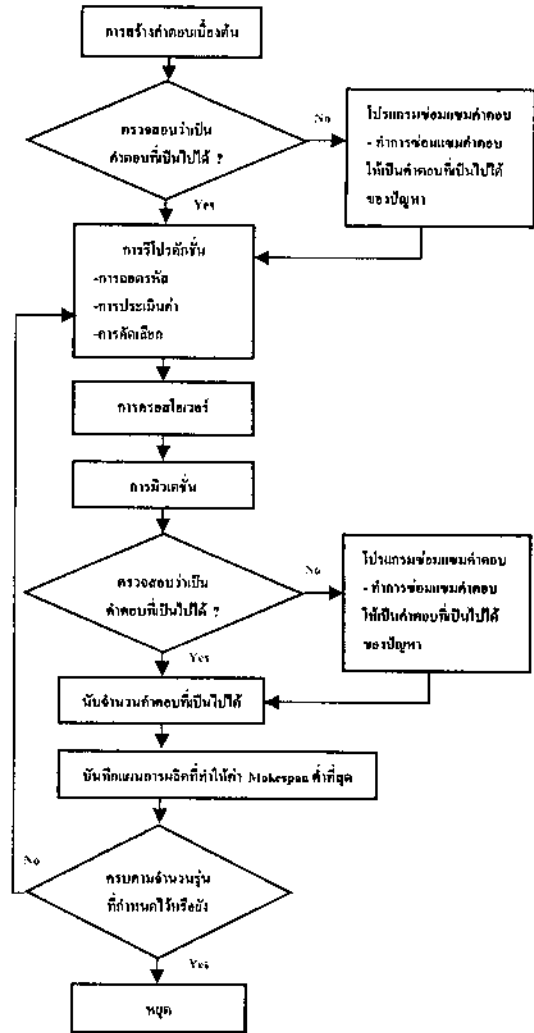 การสร้างคำตอบเบื้องต้น
ตรวจสอบว่าเป็น
คำตอบที่เป็นไปได้ ?
No
โปรแกรมซ่อมแซมคำตอบ
- ทำการซ่อมแซมคำตอบ
ให้เป็นคำตอบที่เป็นไปได้
ของปัญหา
Yes
การรีโปรดักชั่น
-การถอดรหัส
-การประเมินค่า
-การคัดเลือก
การครอสโอเวอร์
การมิวเตชั่น
ตรวจสอบว่าเป็น
คำตอบที่เป็นไปได้ ?
No
โปรแกรมซ่อมแซมคำตอบ
- ทำการซ่อมแซมคำตอบ
ให้เป็นคำตอบที่เป็นไปได้
ของปัญหา
Yes
นับจำนวนคำตอบที่เป็นไปได้
บันทึกแผนการผลิตที่ทำให้ค่า Makespan ต่ำที่สุด
No
ครบตามจำนวนรุ่น
ที่กำหนดไว้หรือยัง
Yes
หยุด